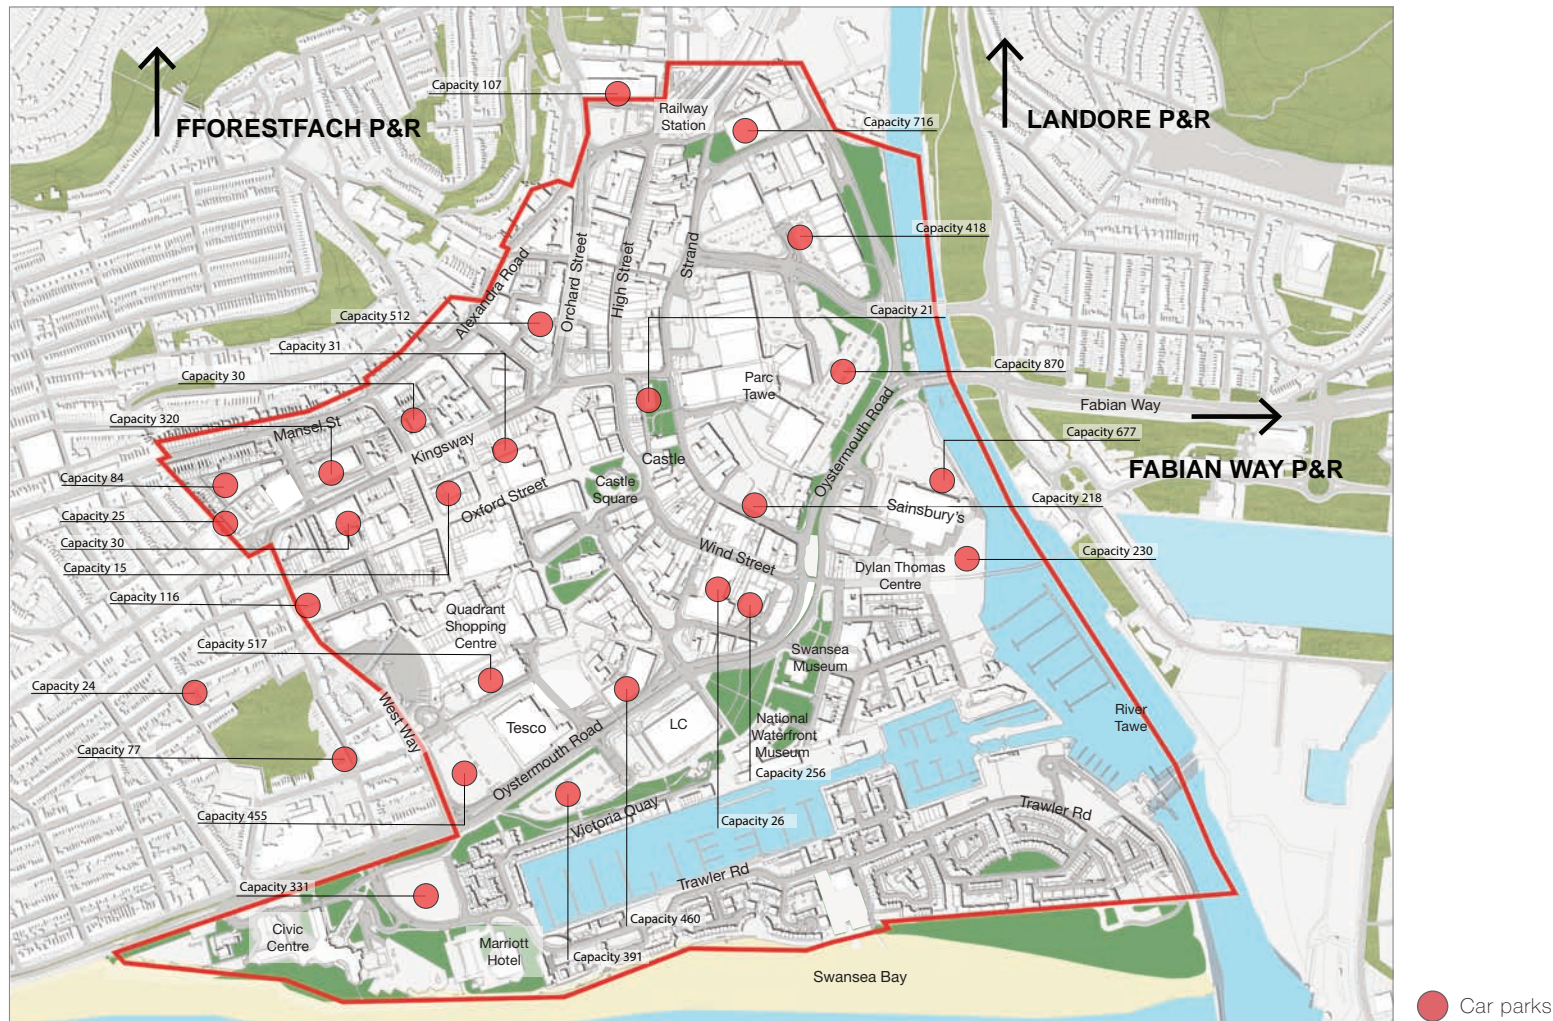 Capacity 107
Railway
Station
Capacity 716
FFORESTFACH P&R
LANDORE P&R
Capacity 418
Alexandra Road
Orchard Street
High Street
Strand
Capacity 512
Capacity 21
Capacity 31
Capacity 30
Parc
Tawe
Capacity 870
Fabian Way
Capacity 320
Mansel St
Kingsway
Oystermouth Road
Capacity 677
FABIAN WAY P&R
Castle
Castle
Square
Capacity 84
Oxford Street
Capacity 218
Sainsbury's
Capacity 25
Capacity 30
Wind Street
Capacity 230
Capacity 15
Dylan Thomas
Centre
Capacity 116
Quadrant
Shopping
Centre
Capacity 517
Swansea
Museum
Capacity 24
West Way
Tesco
LC
National
Waterfront
Museum
River
Tawe
Capacity 77
Oystermouth Road
Capacity 256
Capacity 455
Victoria Quay
Capacity 26
Trawler Rd
Trawler Rd
Capacity 331
Capacity 460
Civic
Centre
Marriott
Hotel
Capacity 391
Swansea Bay
Car parks